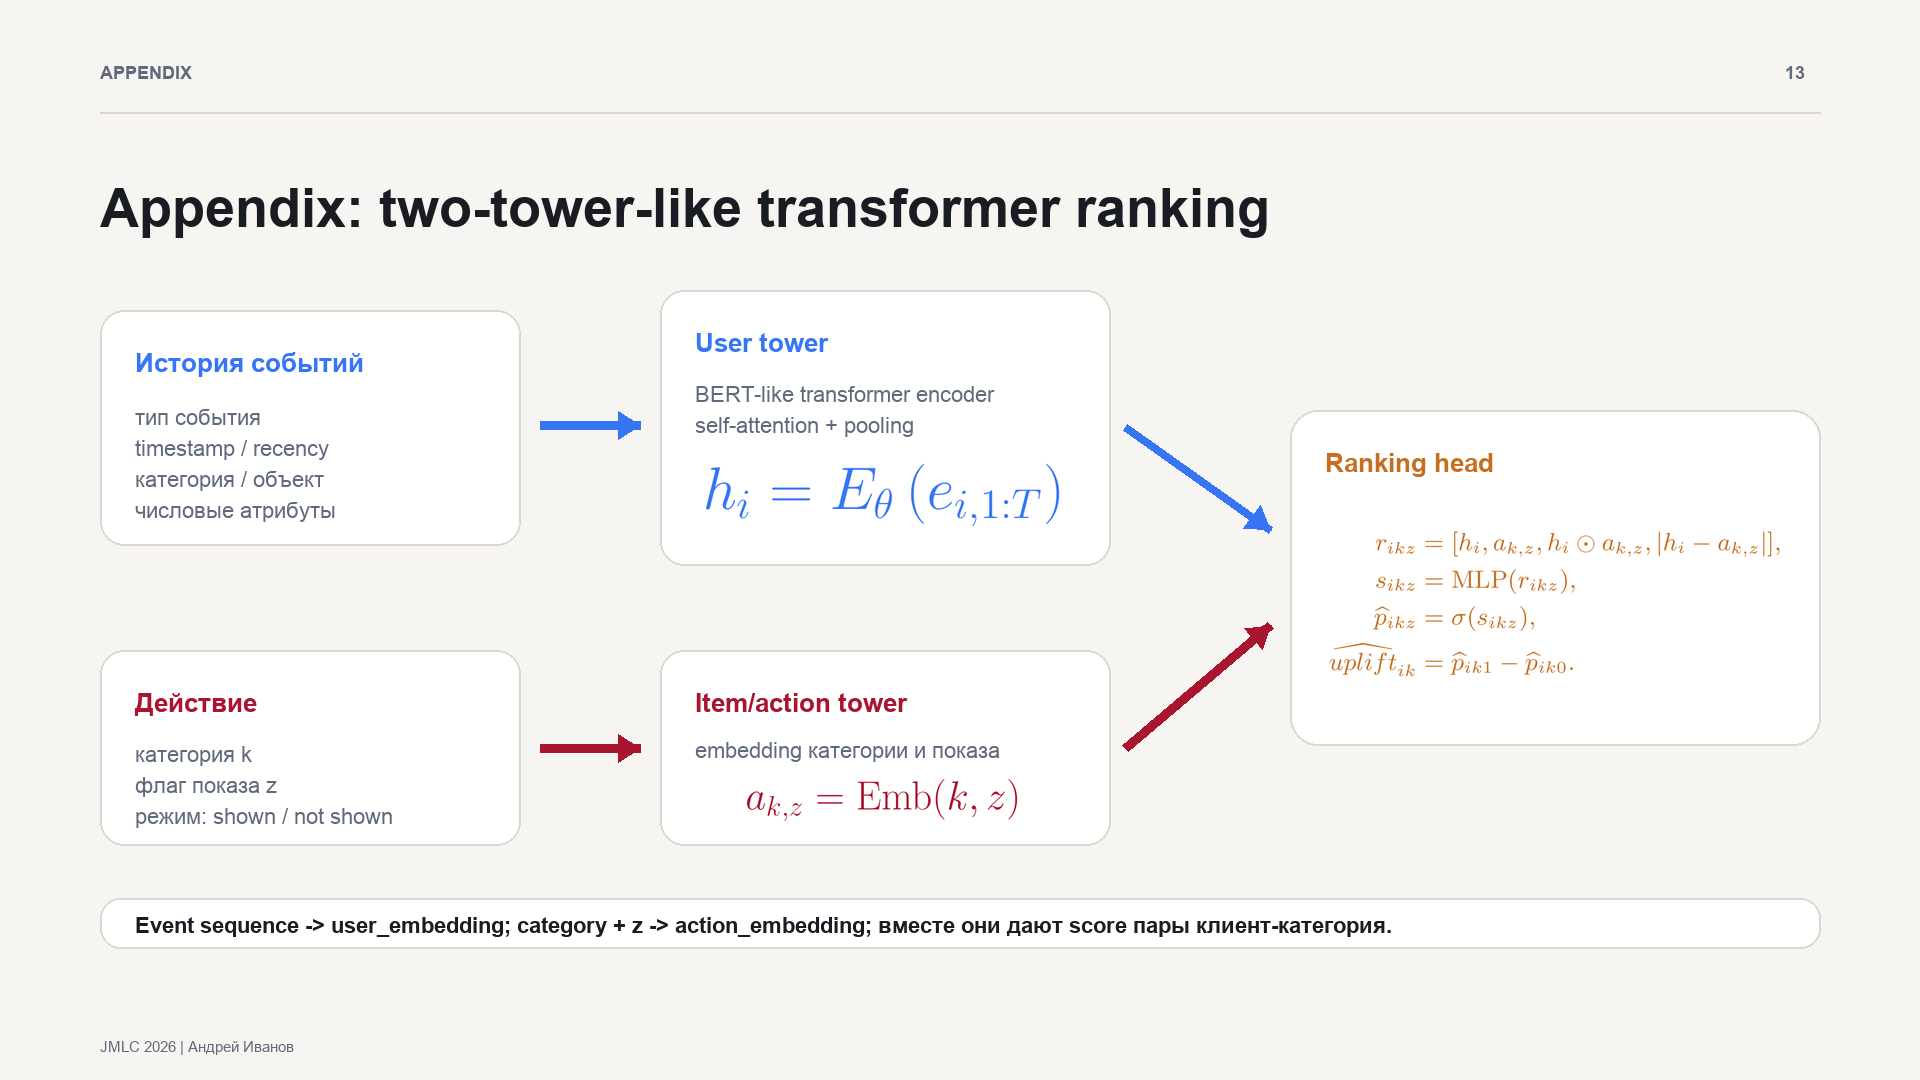 APPENDIX
13
Appendix: two-tower-like transformer ranking
История событий
тип события
timestamp / recency
категория / объект
числовые атрибуты
User tower
BERT-like transformer encoder
self-attention + pooling
h_i = E_θ (e_{i,1:T})
Действие
категория k
флаг показа z
режим: shown / not shown
Item/action tower
embedding категории и показа
a_{k,z} = Emb(k, z)
Ranking head
r_{ikz} = [h_i, a_{k,z}, h_i ⊙ a_{k,z}, |h_i − a_{k,z}|],
s_{ikz} = MLP(r_{ikz}),
\widehat{p}_{ikz} = σ(s_{ikz}),
\widehat{uplift}_{ik} = \widehat{p}_{ik1} − \widehat{p}_{ik0}.
Event sequence -> user_embedding; category + z -> action_embedding; вместе они дают score пары клиент-категория.
JMLC 2026 | Андрей Иванов